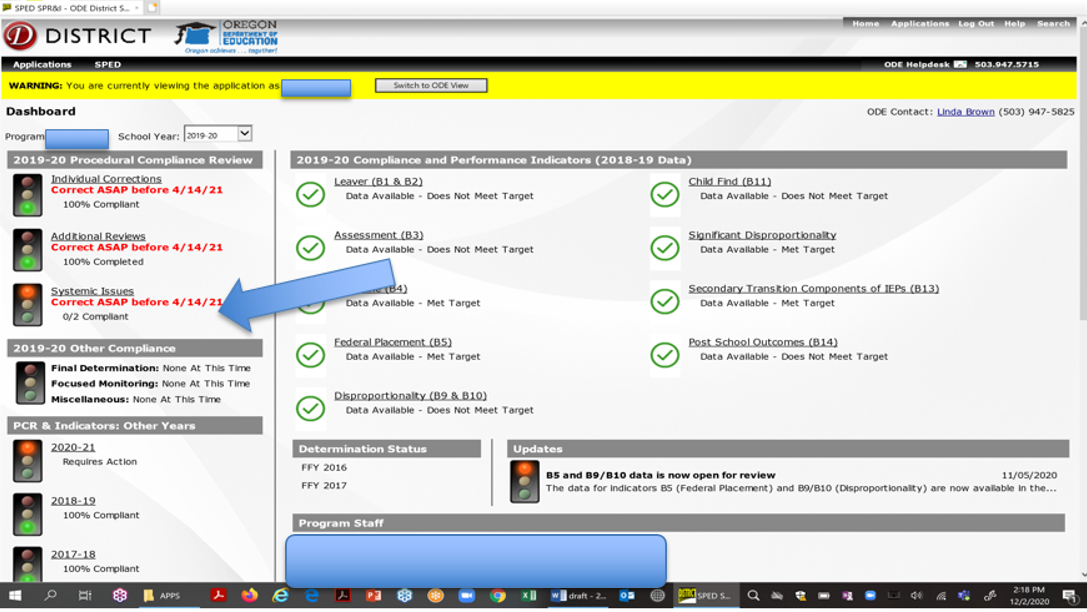 SPED SPR&I - ODE District S...
Home Applications Log Out Help Search
DISTRICT
OREGON
DEPARTMENT OF
EDUCATION
Oregon achieves . . . together!
Applications SPED
ODE Helpdesk 503.947.5715
WARNING: You are currently viewing the application as
Switch to ODE View
Dashboard
ODE Contact: Linda Brown (503) 947-5825
Program
School Year: 2019-20
2019-20 Procedural Compliance Review
Individual Corrections
Correct ASAP before 4/14/21
100% Compliant
Additional Reviews
Correct ASAP before 4/14/21
100% Completed
Systemic Issues
Correct ASAP before 4/14/21
0/2 Compliant
2019-20 Other Compliance
Final Determination: None At This Time
Focused Monitoring: None At This Time
Miscellaneous: None At This Time
PCR & Indicators: Other Years
2020-21
Requires Action
2018-19
100% Compliant
2017-18
100% Compliant
2019-20 Compliance and Performance Indicators (2018-19 Data)
Leaver (B1 & B2)
Data Available - Does Not Meet Target
Assessment (B3)
Data Available - Does Not Meet Target
(B4)
Data Available - Met Target
Federal Placement (B5)
Data Available - Met Target
Disproportionality (B9 & B10)
Data Available - Does Not Meet Target
Child Find (B11)
Data Available - Does Not Meet Target
Significant Disproportionality
Data Available - Met Target
Secondary Transition Components of IEPs (B13)
Data Available - Met Target
Post School Outcomes (B14)
Data Available - Does Not Meet Target
Determination Status
FFY 2016
FFY 2017
Updates
B5 and B9/B10 data is now open for review 11/05/2020
The data for indicators B5 (Federal Placement) and B9/B10 (Disproportionality) are now available in the...
Program Staff
APPS
draft - 2...
SPED S...
2:18 PM
12/2/2020